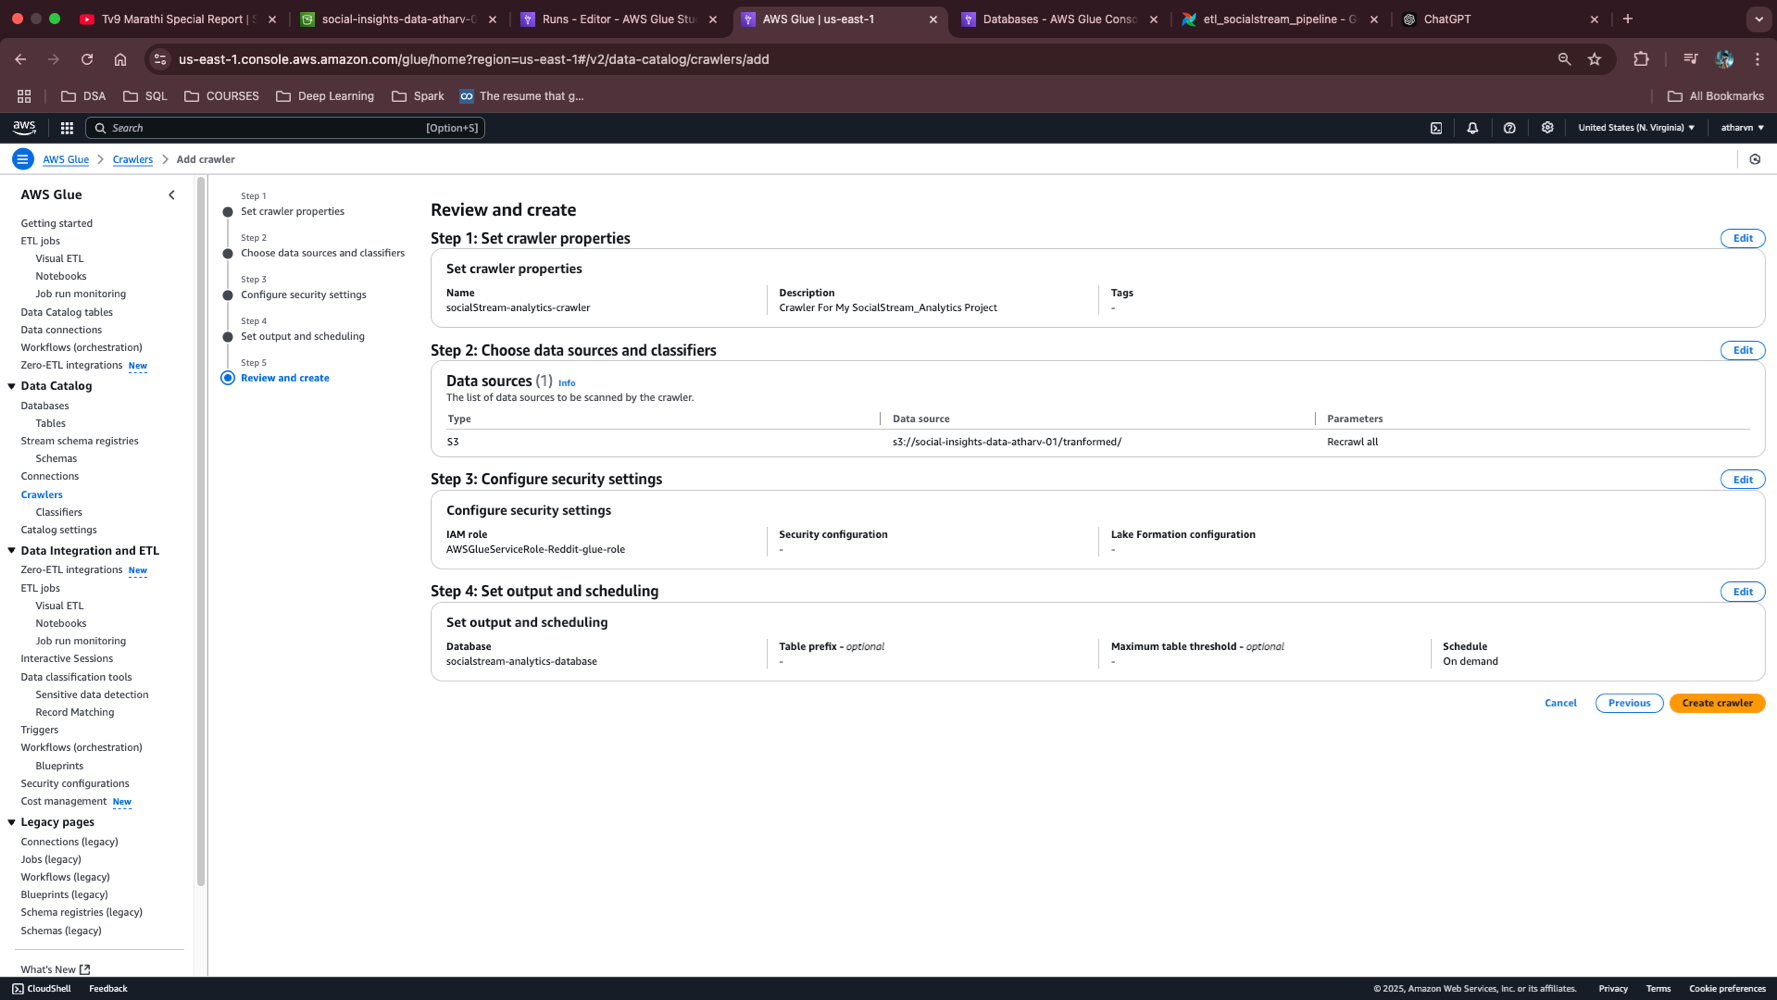 Tv9 Marathi Special Report | S
social-insights-data-atharv-0
Runs - Editor - AWS Glue Stu
AWS Glue | us-east-1
Databases - AWS Glue Conso
etl_socialstream_pipeline - G
ChatGPT
us-east-1.console.aws.amazon.com/glue/home?region=us-east-1#/v2/data-catalog/crawlers/add
DSA
SQL
COURSES
Deep Learning
Spark
The resume that g...
All Bookmarks
aws
Search
[Option+S]
United States (N. Virginia)
atharvn
AWS Glue
Crawlers
Add crawler
AWS Glue
Getting started
ETL jobs
Visual ETL
Notebooks
Job run monitoring
Data Catalog tables
Data connections
Workflows (orchestration)
Zero-ETL integrations New
Data Catalog
Databases
Tables
Stream schema registries
Schemas
Connections
Crawlers
Classifiers
Catalog settings
Data Integration and ETL
Zero-ETL integrations New
ETL jobs
Visual ETL
Notebooks
Job run monitoring
Interactive Sessions
Data classification tools
Sensitive data detection
Record Matching
Triggers
Workflows (orchestration)
Blueprints
Security configurations
Cost management New
Legacy pages
Connections (legacy)
Jobs (legacy)
Workflows (legacy)
Blueprints (legacy)
Schema registries (legacy)
Schemas (legacy)
What's New
Step 1
Set crawler properties
Step 2
Choose data sources and classifiers
Step 3
Configure security settings
Step 4
Set output and scheduling
Step 5
Review and create
Review and create
Step 1: Set crawler properties
Edit
Set crawler properties
Name
socialStream-analytics-crawler
Description
Crawler For My SocialStream_Analytics Project
Tags
-
Step 2: Choose data sources and classifiers
Edit
Data sources (1) Info
The list of data sources to be scanned by the crawler.
Type
Data source
Parameters
S3
s3://social-insights-data-atharv-01/tranformed/
Recrawl all
Step 3: Configure security settings
Edit
Configure security settings
IAM role
AWSGlueServiceRole-Reddit-glue-role
Security configuration
-
Lake Formation configuration
-
Step 4: Set output and scheduling
Edit
Set output and scheduling
Database
socialstream-analytics-database
Table prefix - optional
-
Maximum table threshold - optional
-
Schedule
On demand
Cancel
Previous
Create crawler
CloudShell
Feedback
© 2025, Amazon Web Services, Inc. or its affiliates.
Privacy
Terms
Cookie preferences